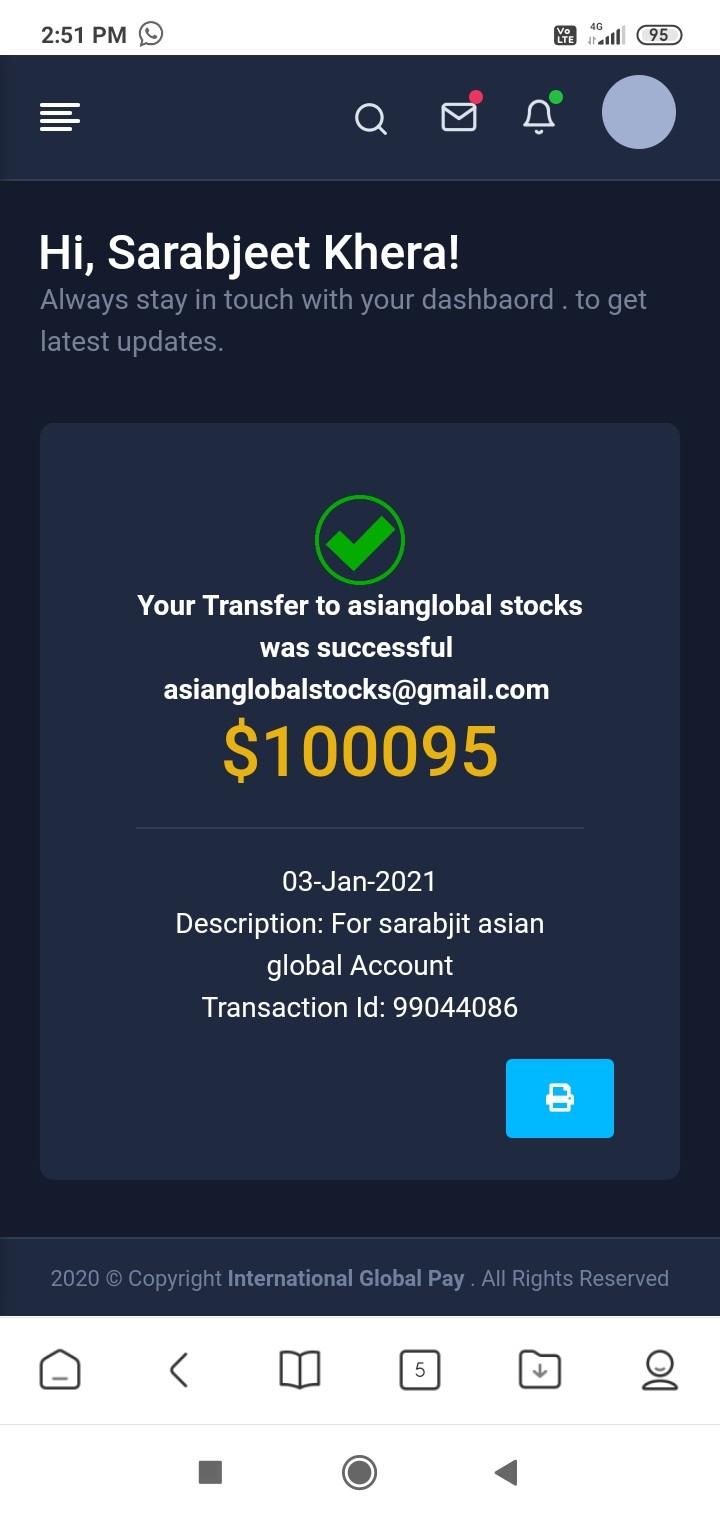 2:51 PM
Vo LTE
4G
95
Hi, Sarabjeet Khera!
Always stay in touch with your dashbaord . to get
latest updates.
Your Transfer to asianglobal stocks
was successful
asianglobalstocks@gmail.com
$100095
03-Jan-2021
Description: For sarabjit asian
global Account
Transaction Id: 99044086
2020 © Copyright International Global Pay . All Rights Reserved
5